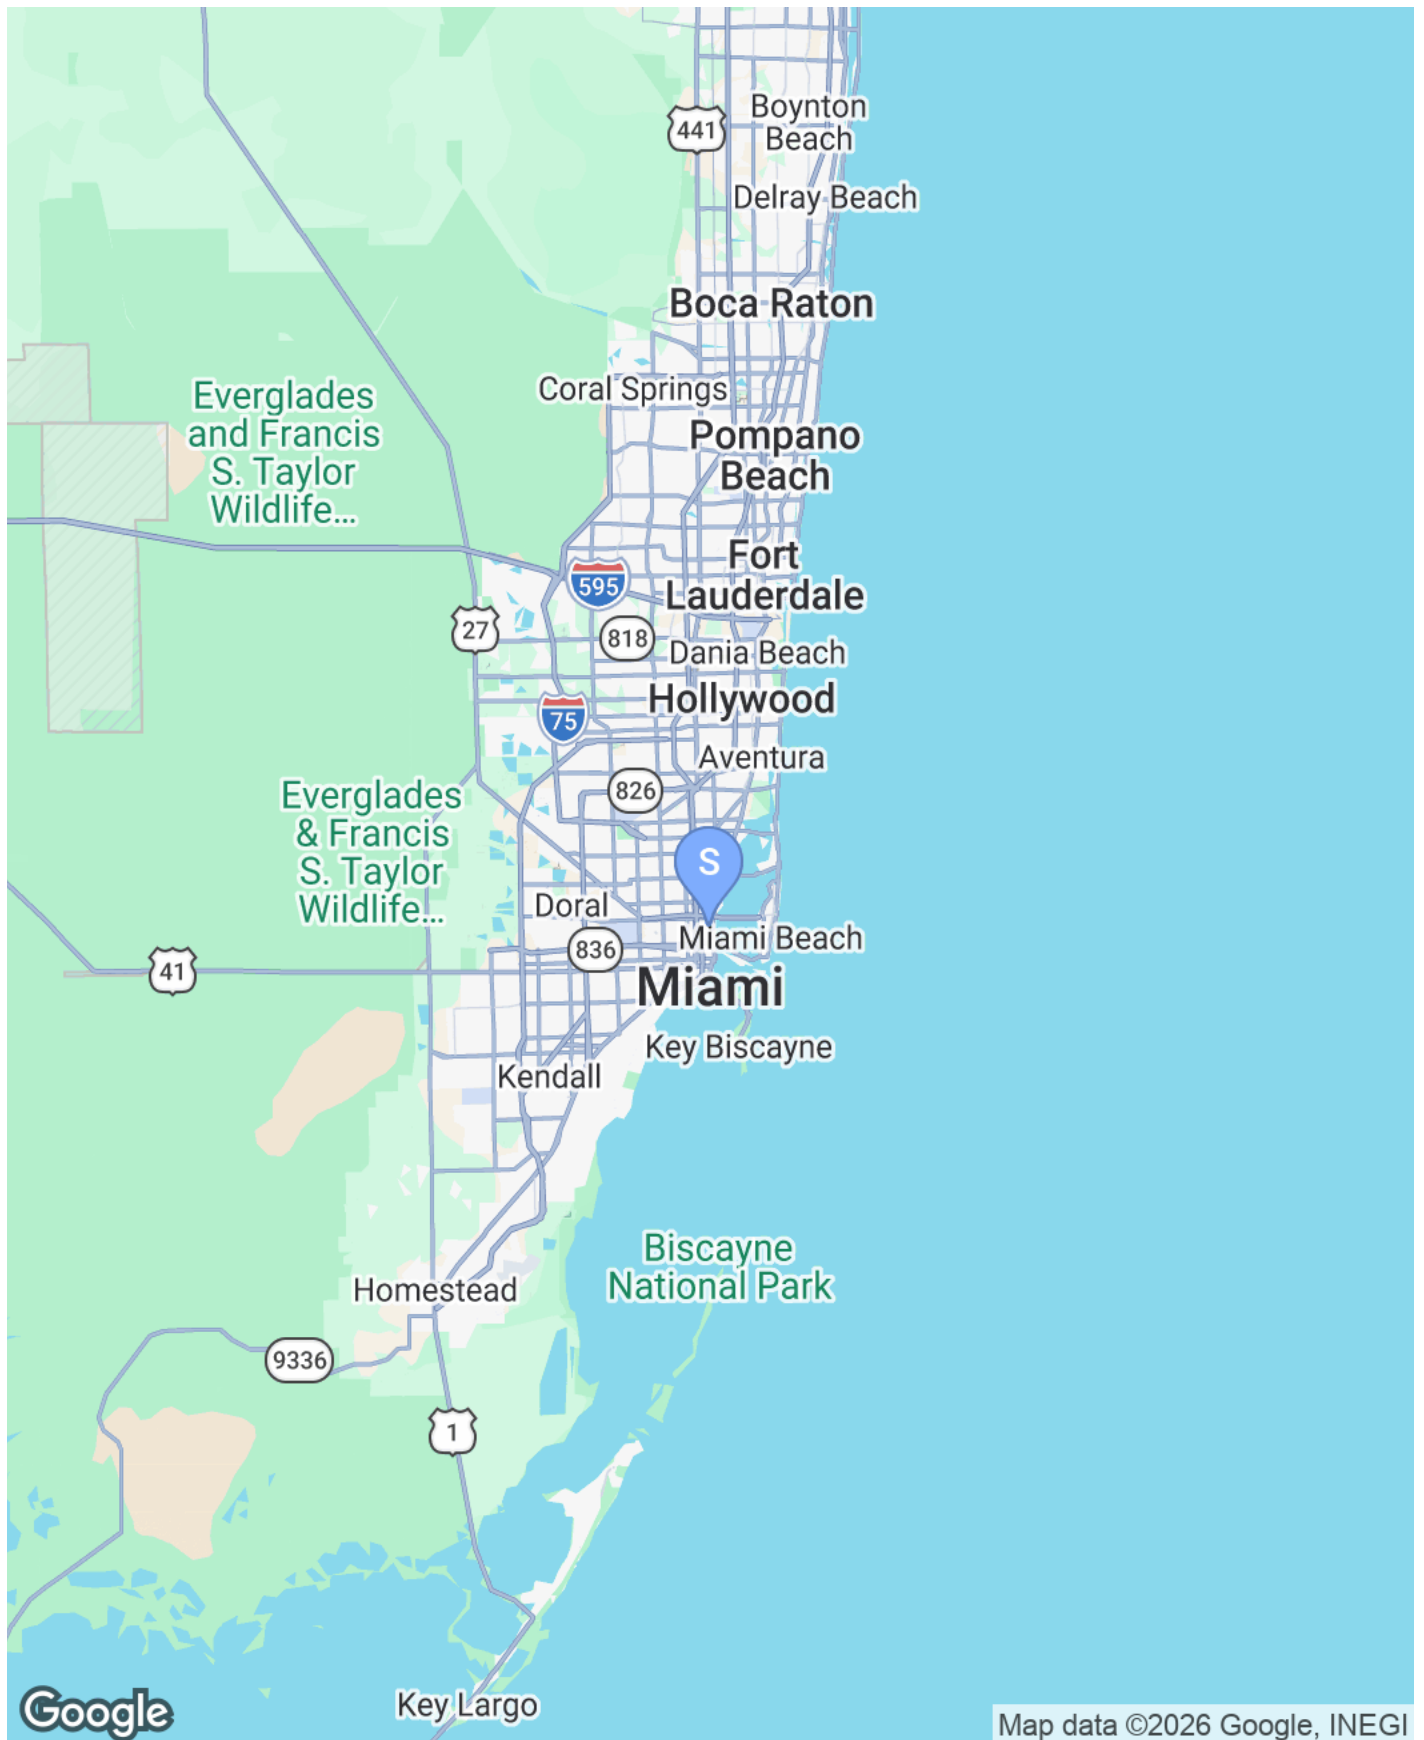 441
Boynton
Beach
Delray Beach
Boca Raton
Everglades
and Francis
S. Taylor
Wildlife...
Coral Springs
Pompano
Beach
Fort
Lauderdale
595
27
818
Dania Beach
Hollywood
75
Aventura
826
Everglades
& Francis
S. Taylor
Wildlife...
S
Doral
Miami Beach
836
41
Miami
Key Biscayne
Kendall
Biscayne
National Park
Homestead
9336
1
Key Largo
Google
Map data ©2026 Google, INEGI